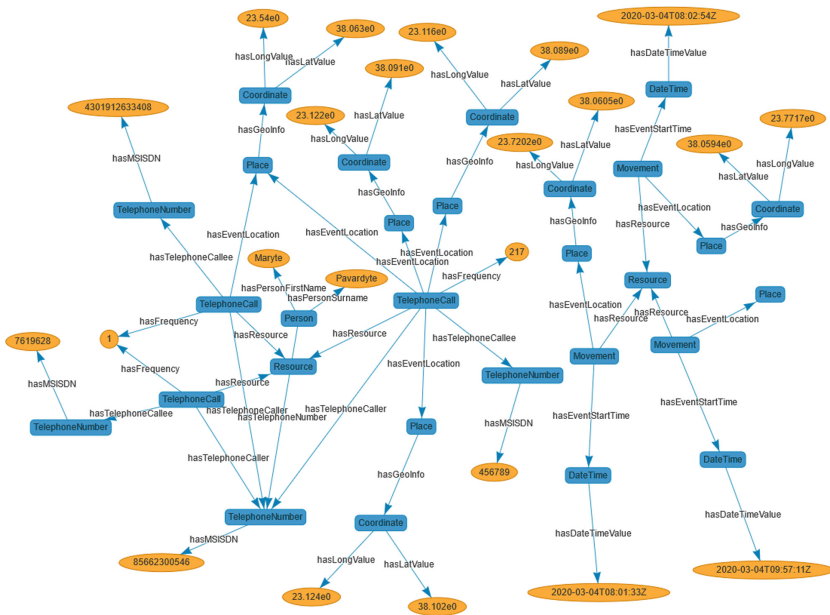 23.54e0
38.063e0
23.116e0
2020-03-04T08:02:54Z
hasLongValue
hasLatValue
38.091e0
hasLongValue
38.089e0
hasDateTimeValue
4301912633408
Coordinate
23.122e0
hasLatValue
hasLatValue
Coordinate
38.0605e0
DateTime
23.7717e0
hasGeoInfo
hasLongValue
23.7202e0
hasLatValue
hasEventStartTime
38.0594e0
hasLongValue
hasMSISDN
Place
Coordinate
hasGeoInfo
hasLongValue
Coordinate
Movement
hasLatValue
hasGeoInfo
Place
hasEventLocation
Coordinate
TelephoneNumber
Place
hasResource
hasGeoInfo
hasEventLocation
hasEventLocation
hasEventLocation
Place
Place
hasTelephoneCallee
Maryte
hasEventLocation
217
hasPersonFirstName
Pavardyte
hasFrequency
Resource
hasPersonSurname
hasEventLocation
Place
TelephoneCall
TelephoneCall
hasResource
hasResource
hasEventLocation
hasFrequency
Person
7619628
1
hasResource
hasResource
hasTelephoneCallee
Movement
Movement
hasFrequency
hasEventLocation
hasMSISDN
hasResource
Resource
TelephoneNumber
TelephoneCall
hasEventStartTime
hasEventStartTime
hasTelephoneCallee
hasTelephoneCaller
hasTelephoneCaller
hasTelephoneNumber
TelephoneNumber
Place
hasMSISDN
hasTelephoneCaller
DateTime
hasGeoInfo
456789
DateTime
TelephoneNumber
Coordinate
hasMSISDN
hasDateTimeValue
hasDateTimeValue
85662300546
hasLongValue
hasLatValue
2020-03-04T09:57:11Z
23.124e0
38.102e0
2020-03-04T08:01:33Z